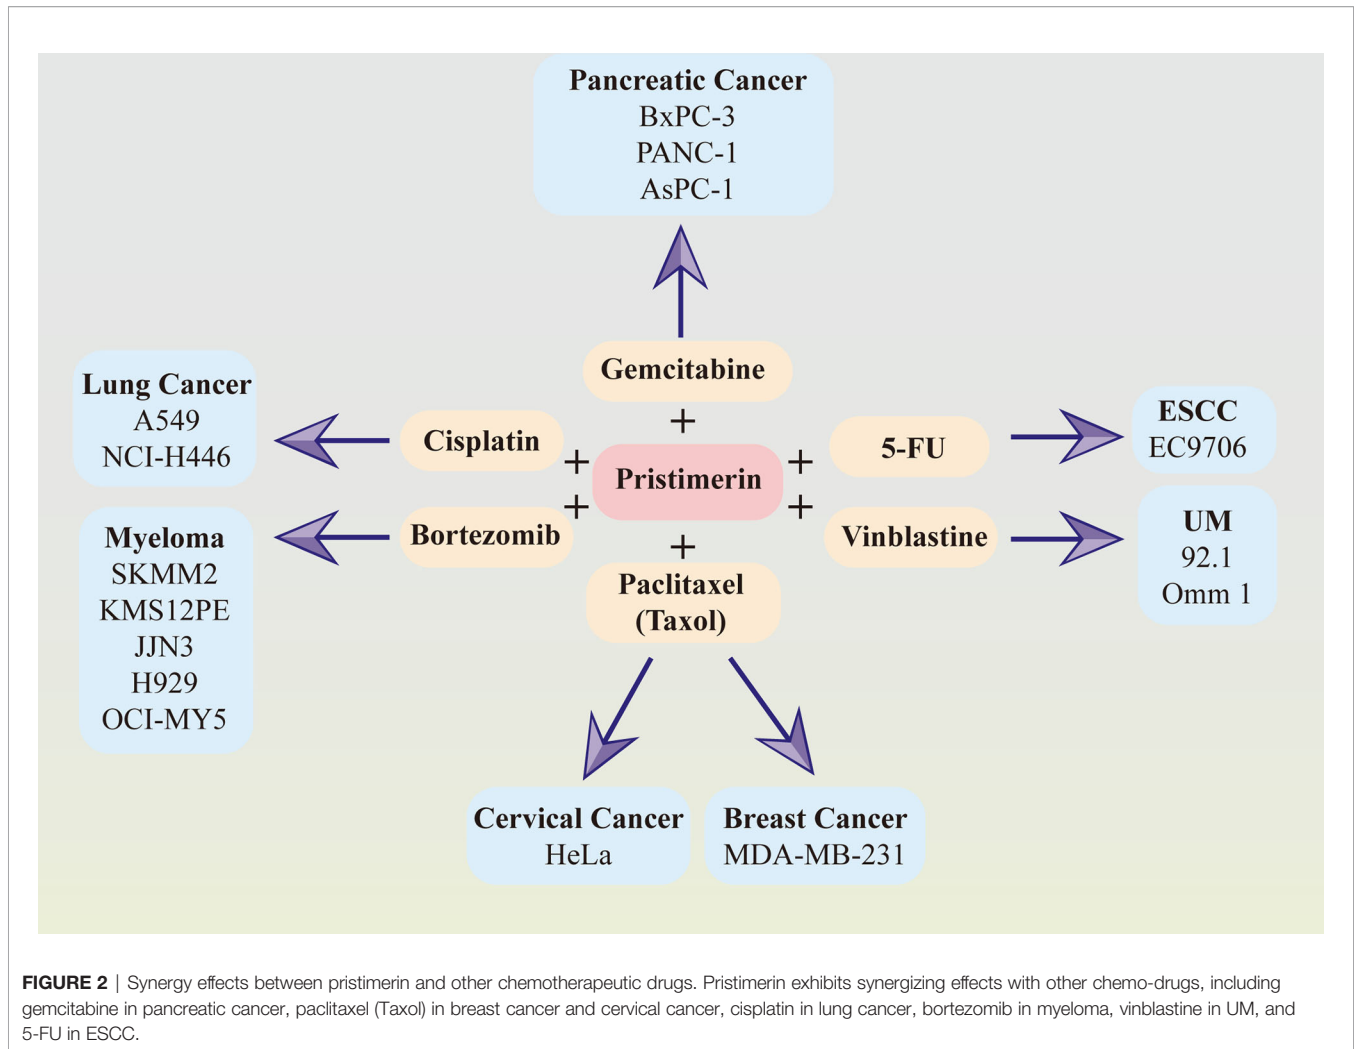 Pancreatic Cancer
BxPC-3
PANC-1
AsPC-1
Gemcitabine
+
Lung Cancer
A549
NCI-H446
Cisplatin
+
Pristimerin
+
5-FU
ESCC
EC9706
Myeloma
SKMM2
KMS12PE
JJN3
H929
OCI-MY5
Bortezomib
+
+
Vinblastine
UM
92.1
Omm 1
+
Paclitaxel
(Taxol)
Cervical Cancer
HeLa
Breast Cancer
MDA-MB-231
FIGURE 2 | Synergy effects between pristimerin and other chemotherapeutic drugs. Pristimerin exhibits synergizing effects with other chemo-drugs, including
gemcitabine in pancreatic cancer, paclitaxel (Taxol) in breast cancer and cervical cancer, cisplatin in lung cancer, bortezomib in myeloma, vinblastine in UM, and
5-FU in ESCC.